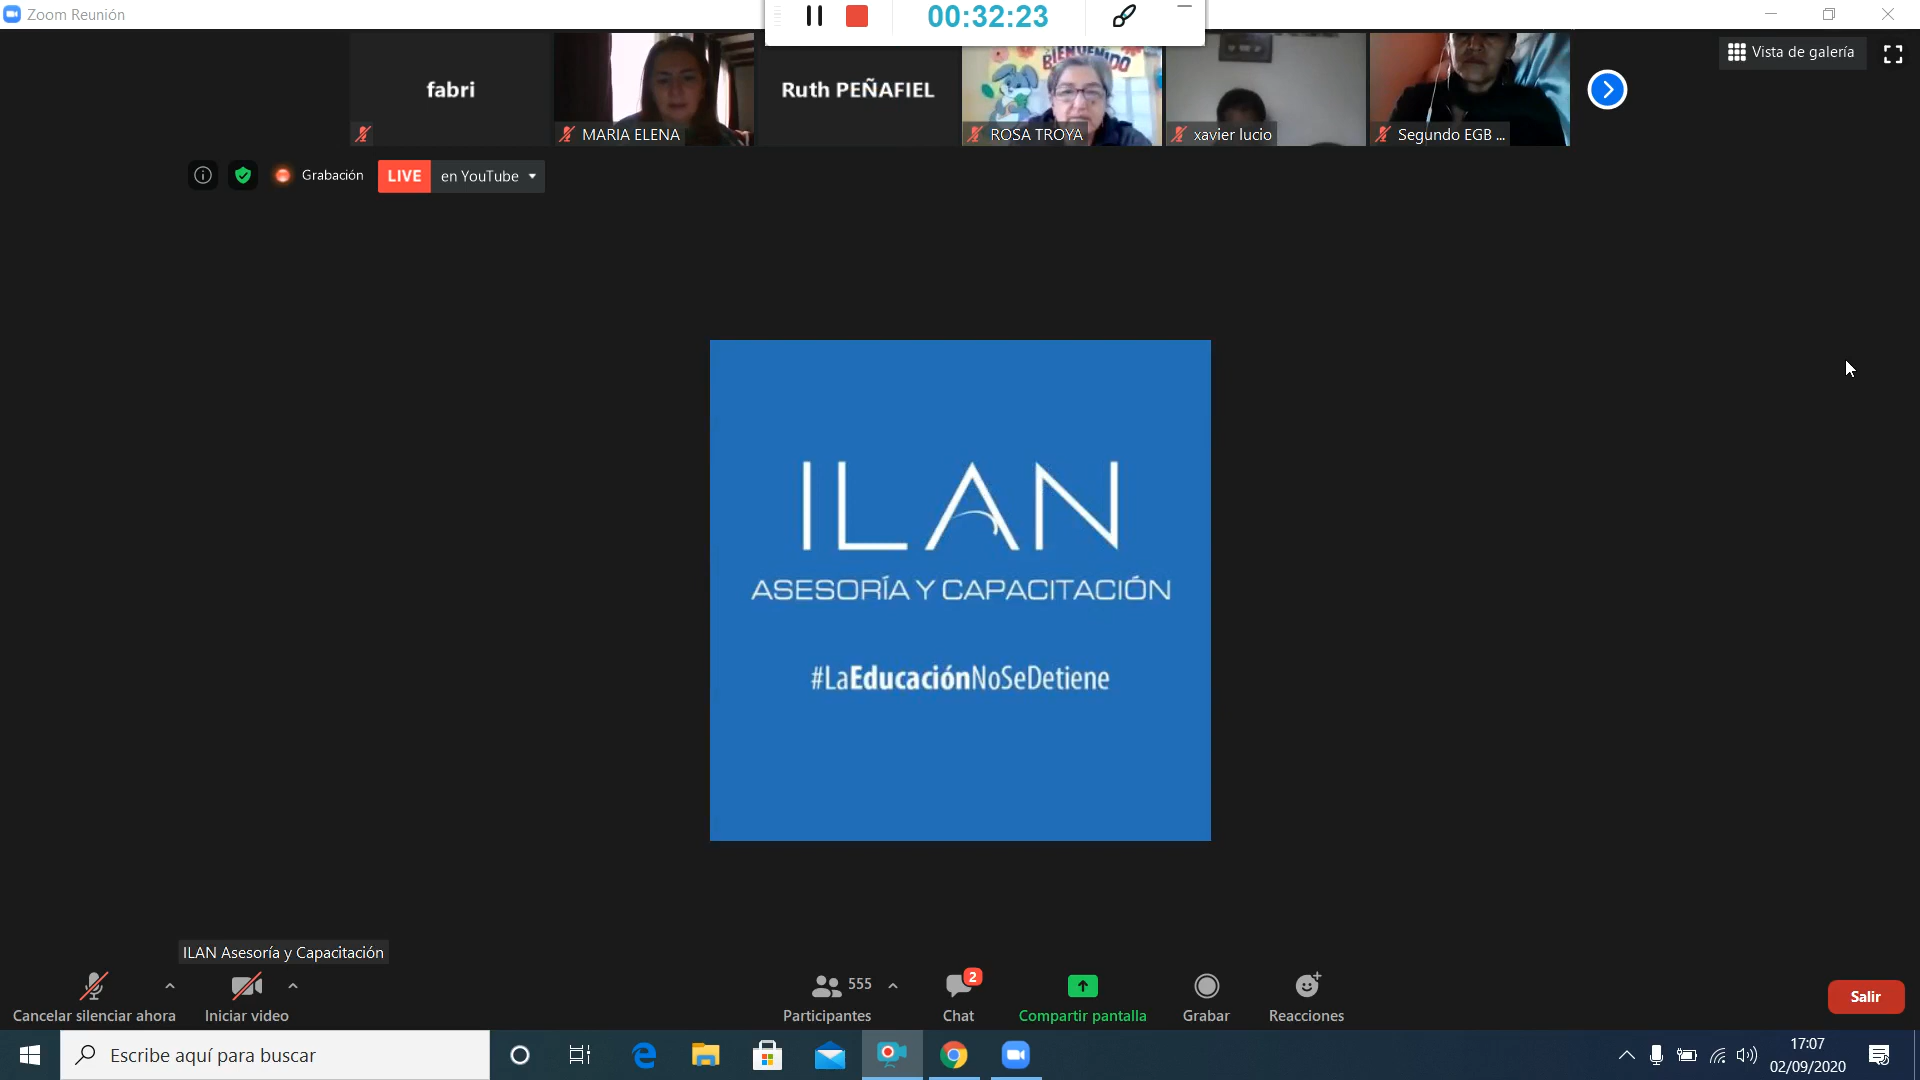 Zoom Reunión
00:32:23
fabri
MARIA ELENA
Ruth PEÑAFIEL
BIENVENIDO
ROSA TROYA
xavier lucio
Segundo EGB ...
Vista de galería
Grabación
LIVE
en YouTube
ILAN
ASESORÍA Y CAPACITACIÓN
#LaEducaciónNoSeDetiene
ILAN Asesoría y Capacitación
Cancelar silenciar ahora
Iniciar video
555
Participantes
2
Chat
Compartir pantalla
Grabar
Reacciones
Salir
Escribe aquí para buscar
17:07
02/09/2020